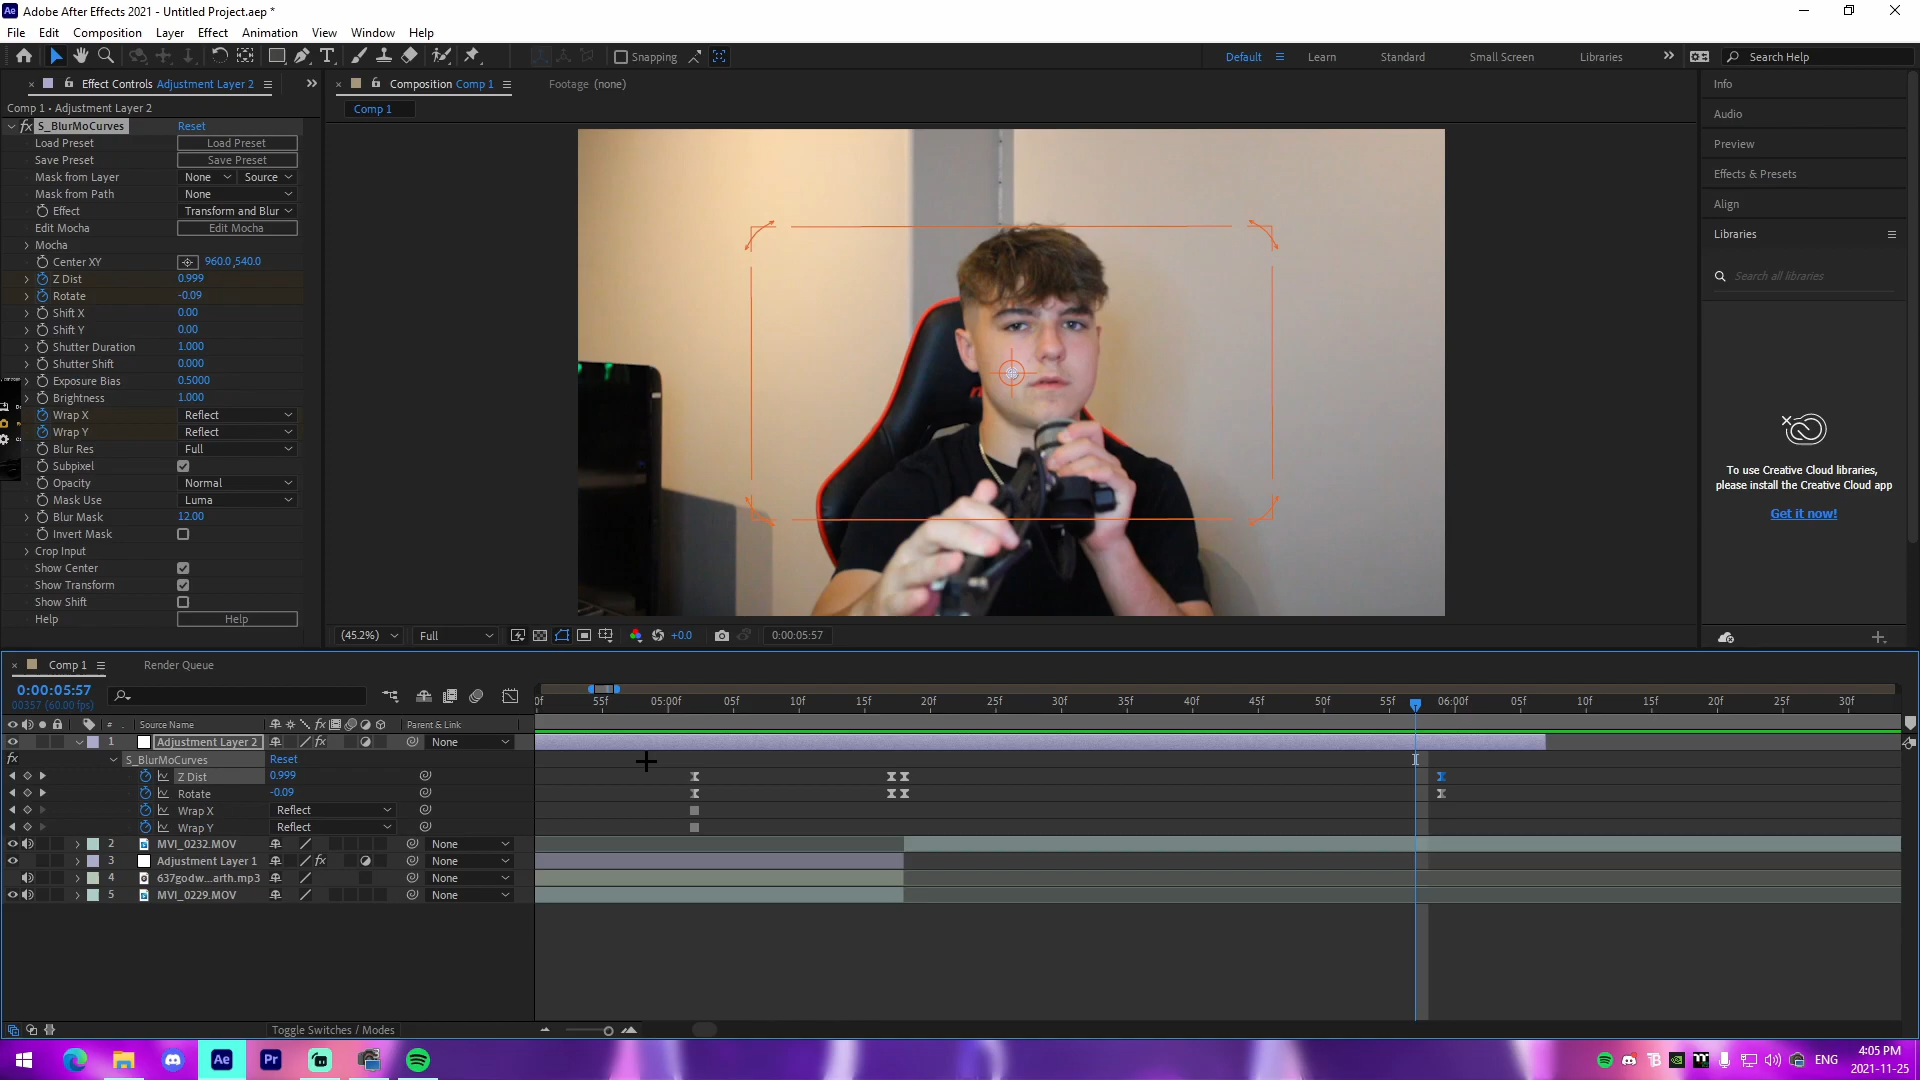 Adobe After Effects 2021 - Untitled Project.aep *
File Edit Composition Layer Effect Animation View Window Help
Snapping Default Learn Standard Small Screen Libraries Search Help
Effect Controls Adjustment Layer 2
Composition Comp 1
Footage (none)
Comp 1 • Adjustment Layer 2
Comp 1
S_BlurMoCurves Reset
Load Preset Load Preset
Save Preset Save Preset
Mask from Layer None Source
Mask from Path None
Effect Transform and Blur
Edit Mocha Edit Mocha
Mocha
Center XY 960.0,540.0
Z Dist 0.999
Rotate -0.09
Shift X 0.00
Shift Y 0.00
Shutter Duration 1.000
Shutter Shift 0.000
Exposure Bias 0.5000
Brightness 1.000
Wrap X Reflect
Wrap Y Reflect
Blur Res Full
Subpixel
Opacity Normal
Mask Use Luma
Blur Mask 12.00
Invert Mask
Crop Input
Show Center
Show Transform
Show Shift
Help Help
(45.2%) Full +0.0 0:00:05:57
Info
Audio
Preview
Effects & Presets
Align
Libraries
Search all libraries
To use Creative Cloud libraries,
please install the Creative Cloud app
Get it now!
Comp 1 Render Queue
0:00:05:57
00357 (60.00 fps)
0f 55f 05:00f 05f 10f 15f 20f 25f 30f 35f 40f 45f 50f 55f 06:00f 05f 10f 15f 20f 25f 30f
# Source Name fx Parent & Link
1 Adjustment Layer 2 fx None
fx S_BlurMoCurves Reset
Z Dist 0.999
Rotate -0.09
Wrap X Reflect
Wrap Y Reflect
2 MVI_0232.MOV None
3 Adjustment Layer 1 fx None
4 637godw...arth.mp3 None
5 MVI_0229.MOV None
Toggle Switches / Modes
Ae Pr
ENG
4:05 PM
2021-11-25